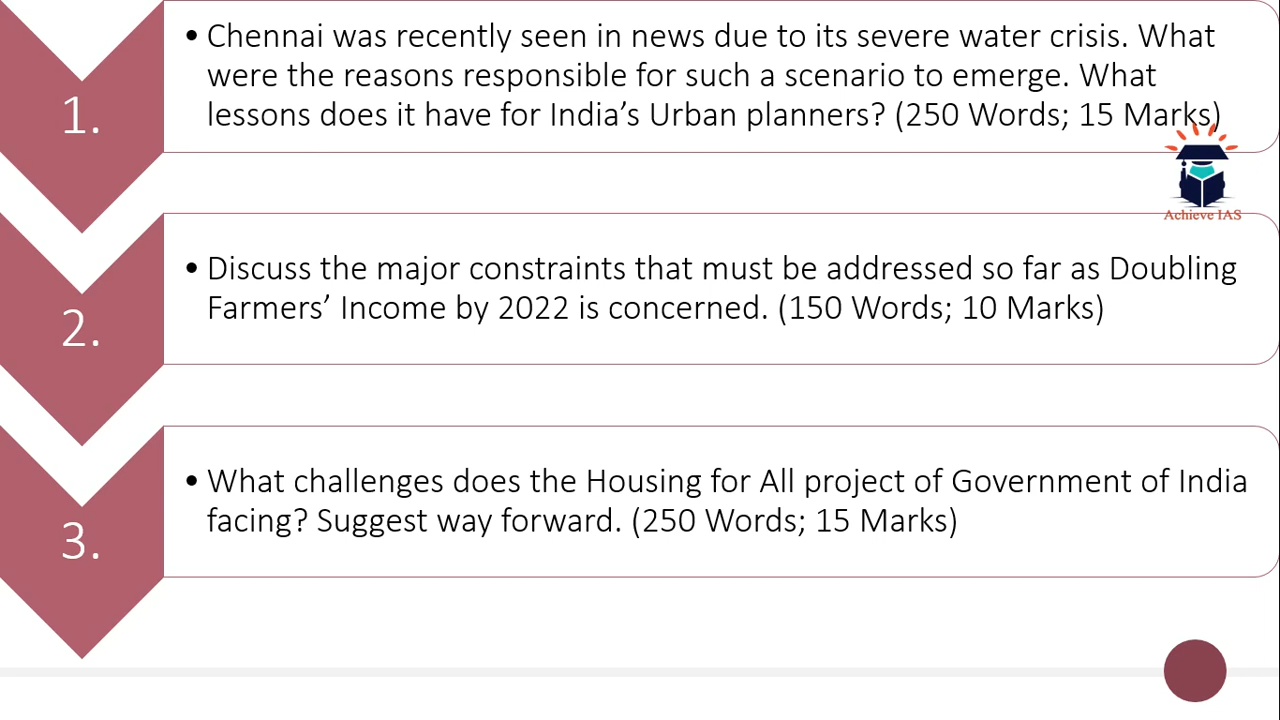 1.
• Chennai was recently seen in news due to its severe water crisis. What
were the reasons responsible for such a scenario to emerge. What
lessons does it have for India’s Urban planners? (250 Words; 15 Marks)
Achieve IAS
2.
• Discuss the major constraints that must be addressed so far as Doubling
Farmers’ Income by 2022 is concerned. (150 Words; 10 Marks)
3.
• What challenges does the Housing for All project of Government of India
facing? Suggest way forward. (250 Words; 15 Marks)